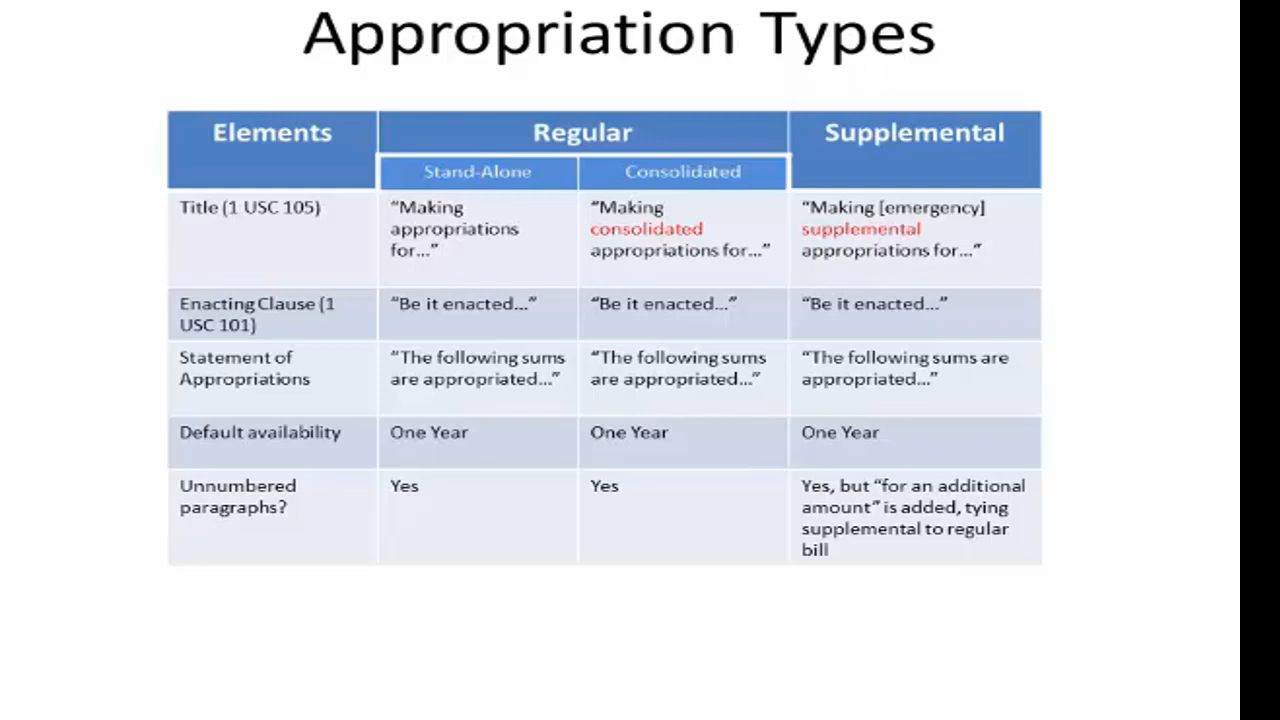 Appropriation Types
Elements
Regular
Supplemental
Stand-Alone
Consolidated
Title (1 USC 105)
“Making
appropriations
for...”
“Making
consolidated
appropriations for...”
“Making [emergency]
supplemental
appropriations for...”
Enacting Clause (1
USC 101)
“Be it enacted...”
“Be it enacted...”
“Be it enacted...”
Statement of
Appropriations
“The following sums
are appropriated...”
“The following sums
are appropriated...”
“The following sums are
appropriated...”
Default availability
One Year
One Year
One Year
Unnumbered
paragraphs?
Yes
Yes
Yes, but “for an additional
amount” is added, tying
supplemental to regular
bill